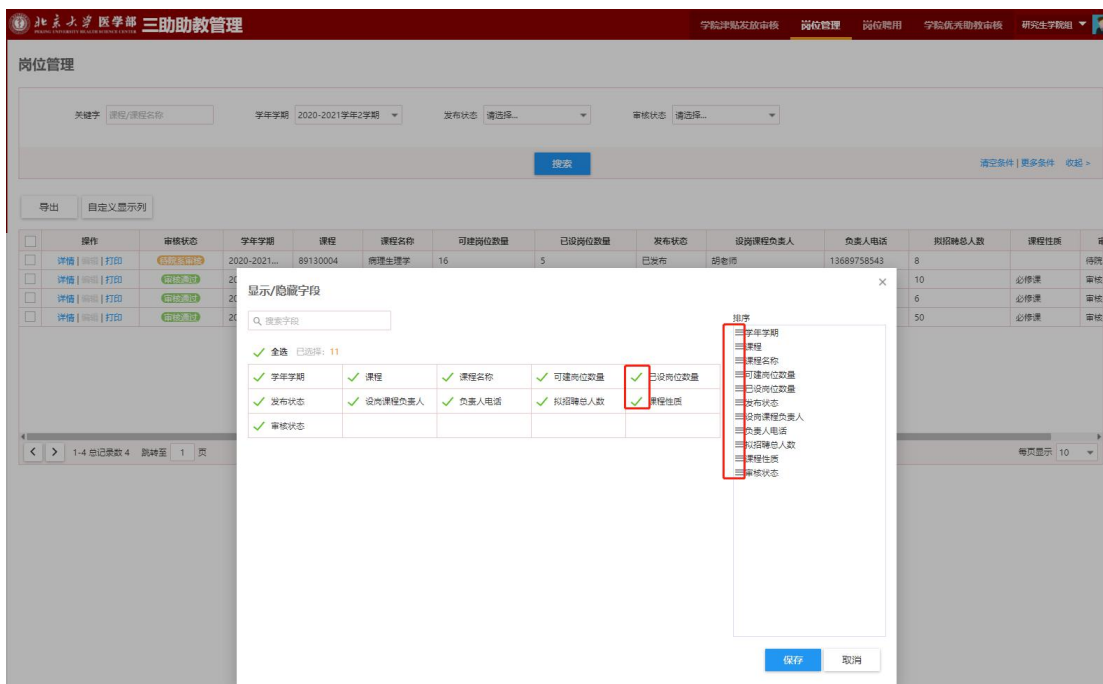 北京大学医学部 三助助教管理
PEKING UNIVERSITY HEALTH SCIENCE CENTER
学院津贴发放审核 岗位管理 岗位聘用 学院优秀助教审核 研究生学院组
岗位管理
关键字 课程/课程名称 学年学期 2020-2021学年2学期 发布状态 请选择... 审核状态 请选择...
搜索
清空条件 | 更多条件 收起 >
导出 自定义显示列
操作 审核状态 学年学期 课程 课程名称 可建岗位数量 已设岗位数量 发布状态 设岗课程负责人 负责人电话 拟招聘总人数 课程性质
详情 | 编辑 | 打印 待院系审核 2020-2021... 89130004 病理生理学 16 5 已发布 胡老师 13689758543 8 待院
详情 | 编辑 | 打印 审核通过 20 10 必修课 审核
详情 | 编辑 | 打印 审核通过 20 6 必修课 审核
详情 | 编辑 | 打印 审核通过 20 50 必修课 审核
显示/隐藏字段 ×
搜索字段
全选 已选择: 11
学年学期 课程 课程名称 可建岗位数量 已设岗位数量
发布状态 设岗课程负责人 负责人电话 拟招聘总人数 课程性质
审核状态
排序
学年学期
课程
课程名称
可建岗位数量
已设岗位数量
发布状态
设岗课程负责人
负责人电话
拟招聘总人数
课程性质
审核状态
< > 1-4 总记录数 4 跳转至 1 页 每页显示 10
保存 取消